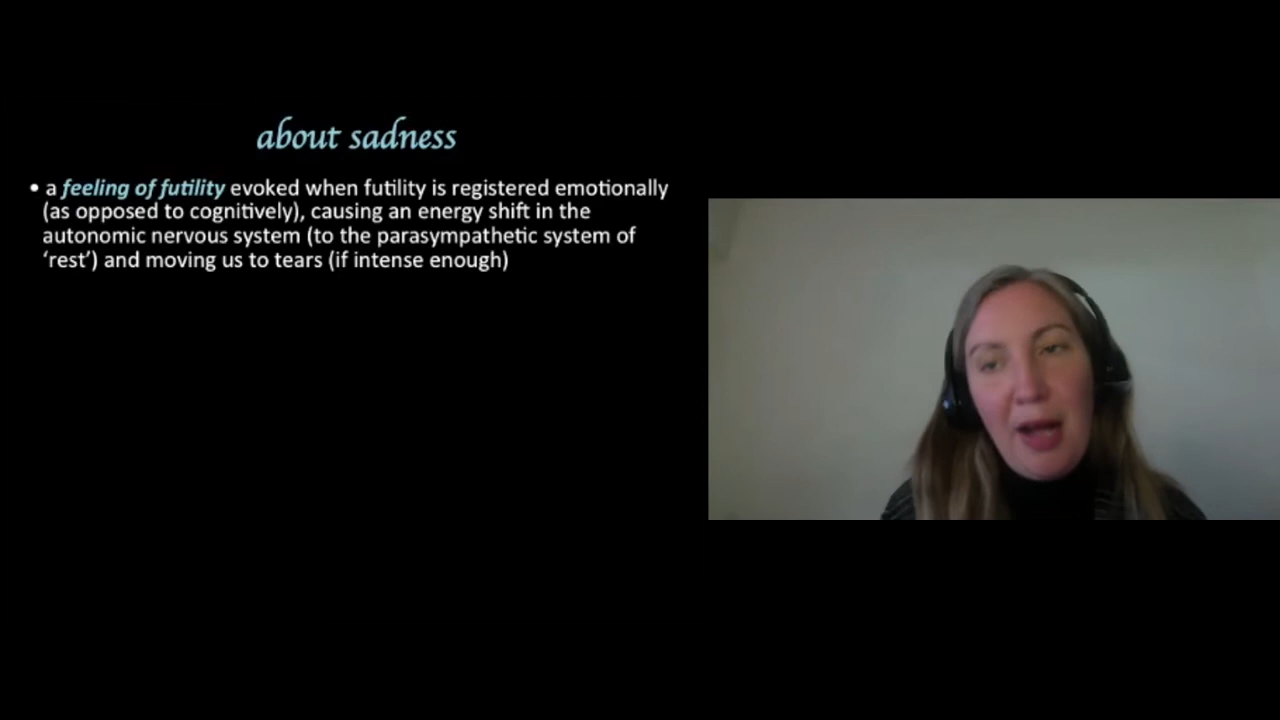 about sadness
• a feeling of futility evoked when futility is registered emotionally
(as opposed to cognitively), causing an energy shift in the
autonomic nervous system (to the parasympathetic system of
‘rest’) and moving us to tears (if intense enough)